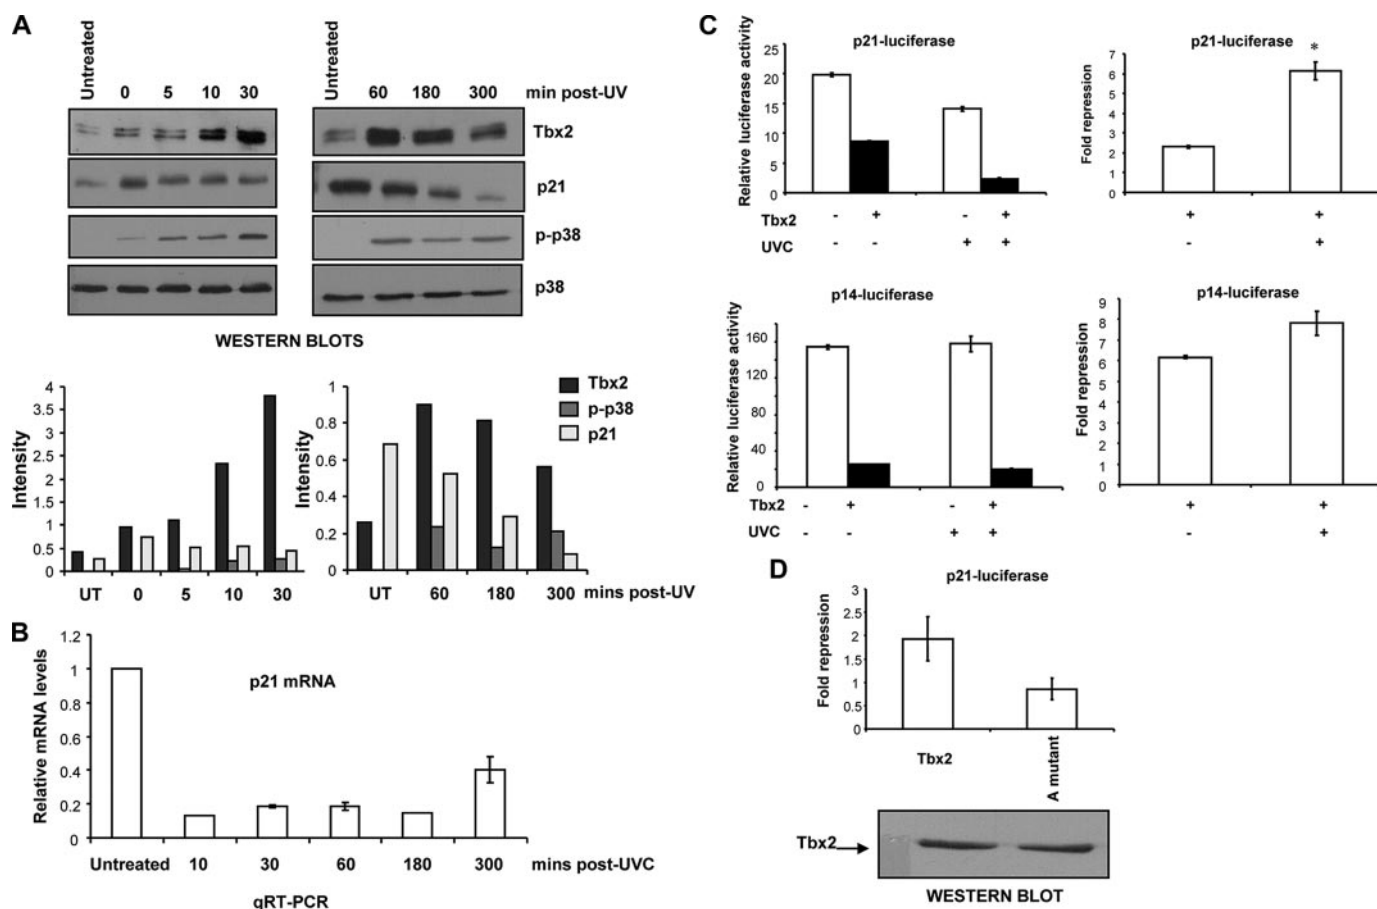 A
Untreated
0 5 10 30
Untreated
60 180 300 min post-UV
Tbx2
p21
p-p38
p38
WESTERN BLOTS
Intensity
4
3.5
3
2.5
2
1.5
1
0.5
0
UT 0 5 10 30
Intensity
1
0.8
0.6
0.4
0.2
0
UT 60 180 300 mins post-UV
Tbx2
p-p38
p21
B
Relative mRNA levels
1.2
1
0.8
0.6
0.4
0.2
0
p21 mRNA
Untreated 10 30 60 180 300 mins post-UVC
qRT-PCR
C
p21-luciferase
Relative luciferase activity
25
20
15
10
5
0
Tbx2 - + - +
UVC - - + +
p21-luciferase
*
Fold repression
7
6
5
4
3
2
1
0
+ +
- +
p14-luciferase
Relative luciferase activity
160
120
80
40
0
Tbx2 - + - +
UVC - - + +
p14-luciferase
Fold repression
9
8
7
6
5
4
3
2
1
0
+ +
- +
D
p21-luciferase
Fold repression
3
2.5
2
1.5
1
0.5
0
Tbx2
A mutant
Tbx2
WESTERN BLOT